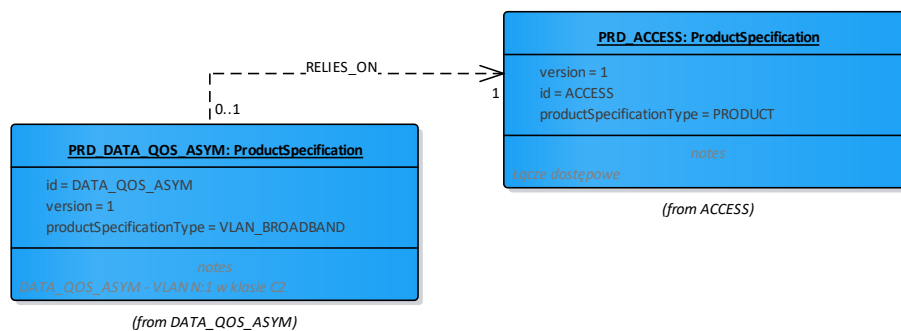 PRD_ACCESS: ProductSpecification
version = 1
id = ACCESS
productSpecificationType = PRODUCT
notes
Łącze dostępowe
(from ACCESS)
RELIES_ON
1
0..1
PRD_DATA_QOS_ASYM: ProductSpecification
id = DATA_QOS_ASYM
version = 1
productSpecificationType = VLAN_BROADBAND
notes
DATA_QOS_ASYM - VLAN N:1 w klasie C2
(from DATA_QOS_ASYM)